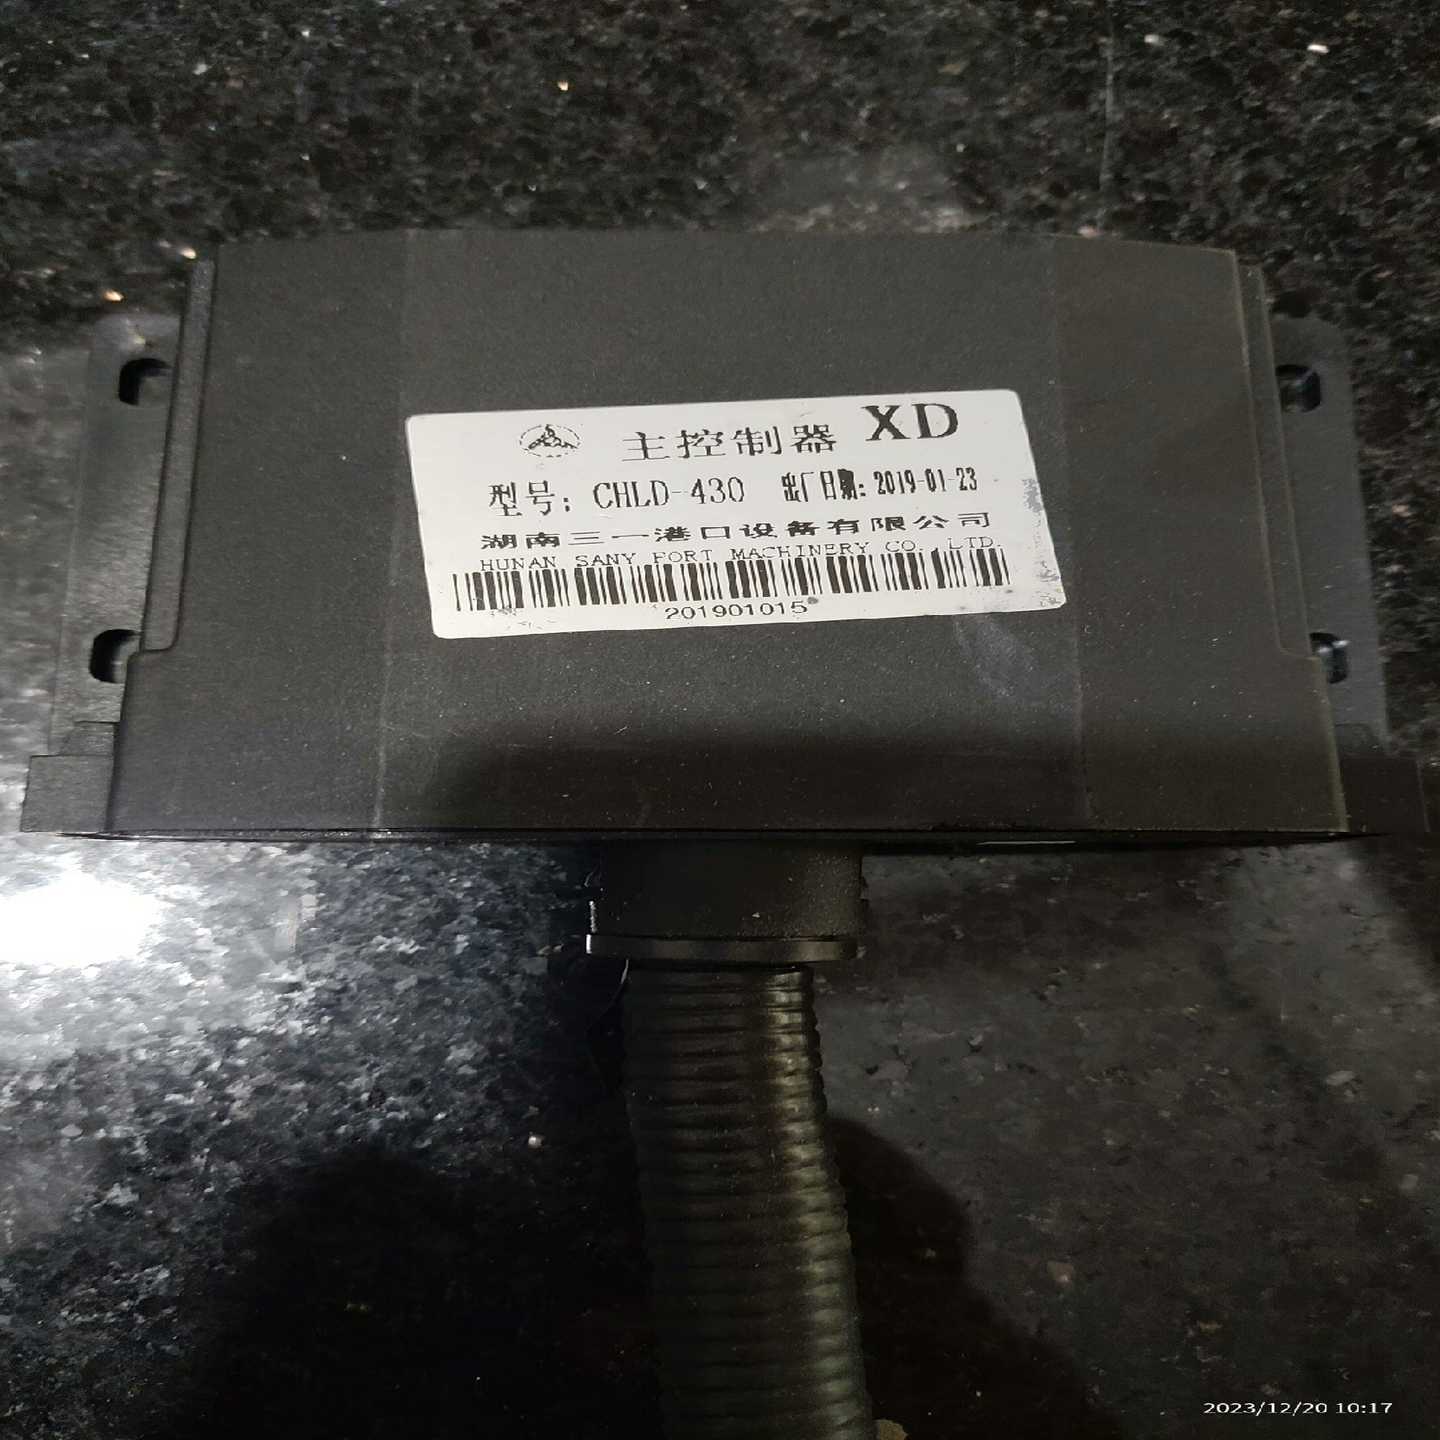 主控制器 XD
型号: CHLD-430 出厂日期: 2019-01-23
湖南三一港口设备有限公司
HUNAN SANY PORT MACHINERY CO.,LTD.
201901015
2023/12/20 10:17